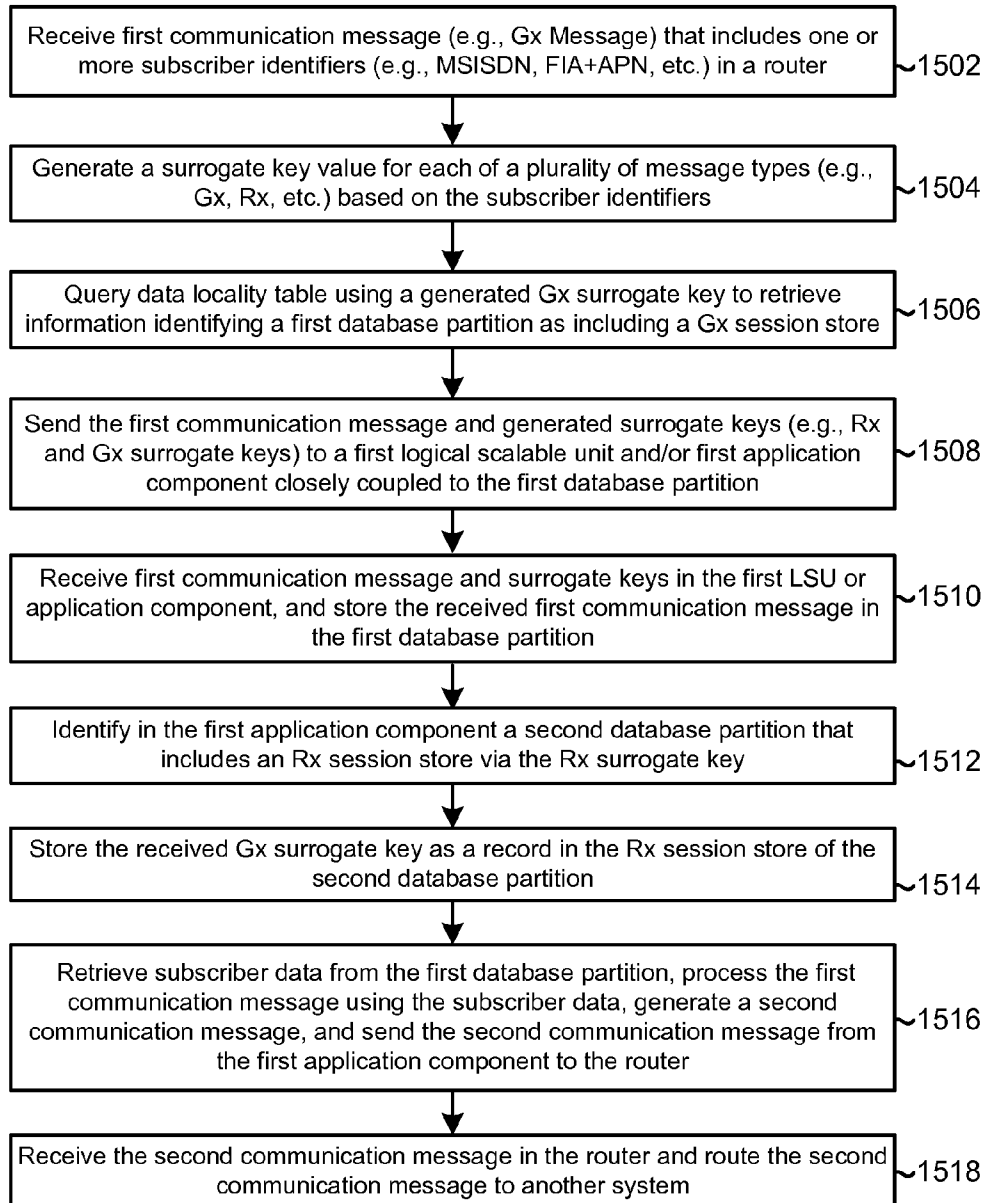 Receive first communication message (e.g., Gx Message) that includes one or
more subscriber identifiers (e.g., MSISDN, FIA+APN, etc.) in a router
1502
Generate a surrogate key value for each of a plurality of message types (e.g.,
Gx, Rx, etc.) based on the subscriber identifiers
1504
Query data locality table using a generated Gx surrogate key to retrieve
information identifying a first database partition as including a Gx session store
1506
Send the first communication message and generated surrogate keys (e.g., Rx
and Gx surrogate keys) to a first logical scalable unit and/or first application
component closely coupled to the first database partition
1508
Receive first communication message and surrogate keys in the first LSU or
application component, and store the received first communication message in
the first database partition
1510
Identify in the first application component a second database partition that
includes an Rx session store via the Rx surrogate key
1512
Store the received Gx surrogate key as a record in the Rx session store of the
second database partition
1514
Retrieve subscriber data from the first database partition, process the first
communication message using the subscriber data, generate a second
communication message, and send the second communication message from
the first application component to the router
1516
Receive the second communication message in the router and route the second
communication message to another system
1518